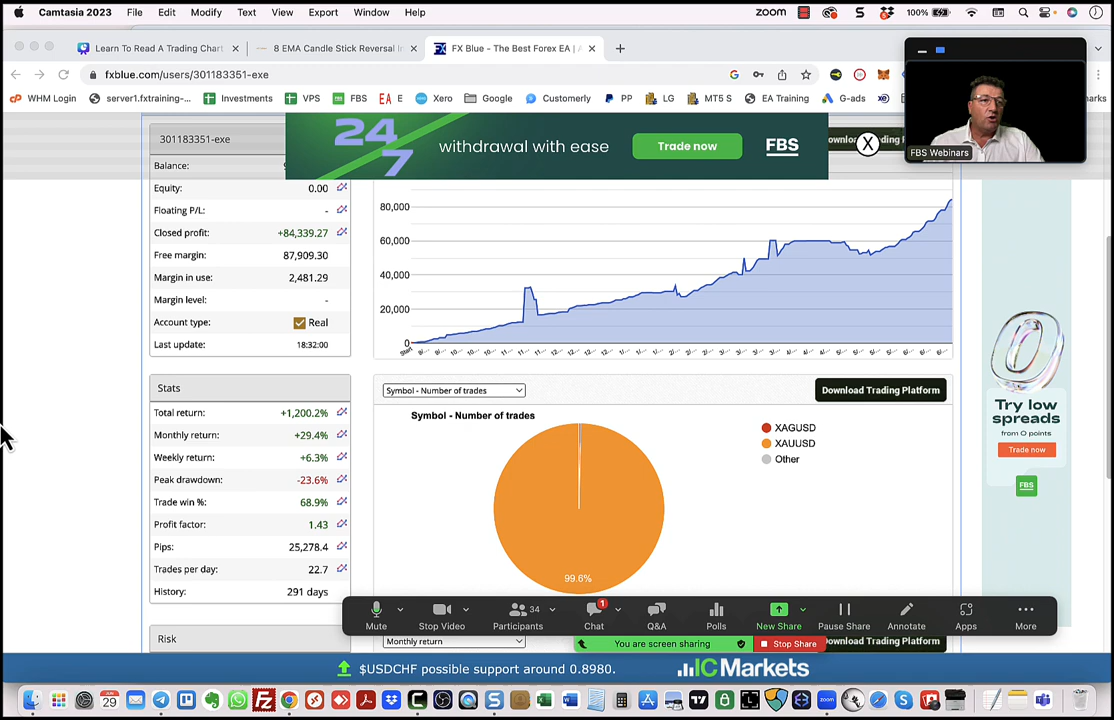 Camtasia 2023 File Edit Modify Text View Export Window Help
zoom 100%
Learn To Read A Trading Chart
8 EMA Candle Stick Reversal In
FX Blue - The Best Forex EA | A
fxblue.com/users/301183351-exe
WHM Login
server1.fxtraining-...
Investments
VPS
FBS
EA E
Xero
Google
Customerly
PP
LG
MT5 S
EA Training
G-ads
FBS Webinars
301183351-exe
24
7
withdrawal with ease
Trade now
FBS
X
Balance:
Equity: 0.00
Floating P/L: -
Closed profit: +84,339.27
Free margin: 87,909.30
Margin in use: 2,481.29
Margin level: -
Account type: Real
Last update: 18:32:00
80,000
60,000
40,000
20,000
0
Start
Stats
Total return: +1,200.2%
Monthly return: +29.4%
Weekly return: +6.3%
Peak drawdown: -23.6%
Trade win %: 68.9%
Profit factor: 1.43
Pips: 25,278.4
Trades per day: 22.7
History: 291 days
Risk
Symbol - Number of trades
Download Trading Platform
Symbol - Number of trades
XAGUSD
XAUUSD
Other
99.6%
Try low
spreads
from 0 points
Trade now
FBS
Mute
Stop Video
34
Participants
1
Chat
Q&A
Polls
New Share
Pause Share
Annotate
Apps
More
You are screen sharing
Stop Share
Monthly return
Download Trading Platform
$USDCHF possible support around 0.8980.
ICMarkets
JUN
29